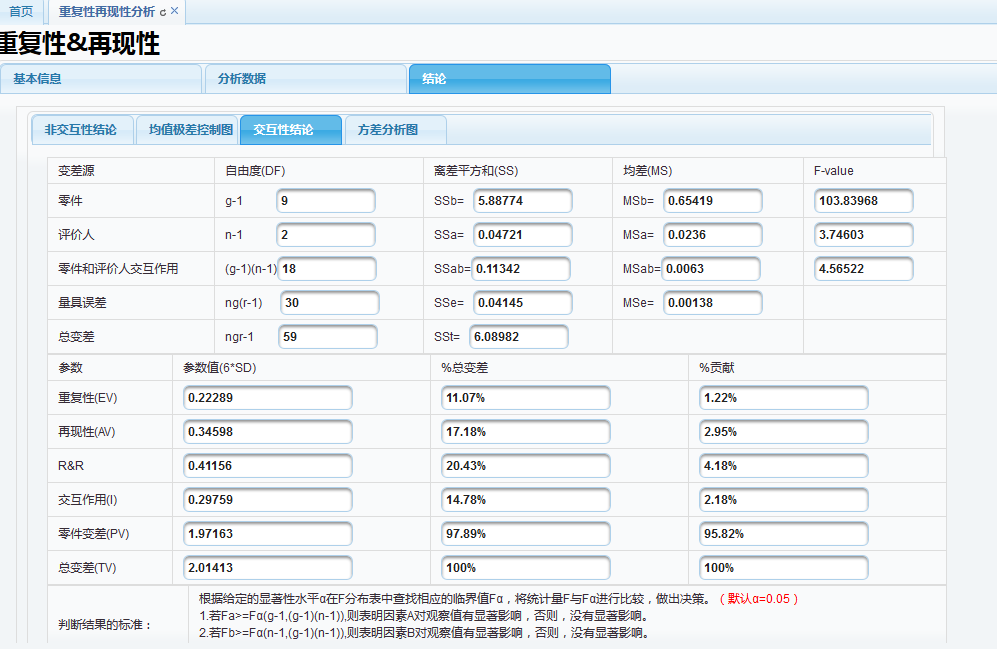 首页 重复性再现性分析
重复性&再现性
基本信息 分析数据 结论
非交互性结论 均值极差控制图 交互性结论 方差分析图
变差源 自由度(DF) 离差平方和(SS) 均差(MS) F-value
零件 g-1 9 SSb= 5.88774 MSb= 0.65419 103.83968
评价人 n-1 2 SSa= 0.04721 MSa= 0.0236 3.74603
零件和评价人交互作用 (g-1)(n-1) 18 SSab= 0.11342 MSab= 0.0063 4.56522
量具误差 ng(r-1) 30 SSe= 0.04145 MSe= 0.00138
总变差 ngr-1 59 SSt= 6.08982
参数 参数值(6*SD) %总变差 %贡献
重复性(EV) 0.22289 11.07% 1.22%
再现性(AV) 0.34598 17.18% 2.95%
R&R 0.41156 20.43% 4.18%
交互作用(I) 0.29759 14.78% 2.18%
零件变差(PV) 1.97163 97.89% 95.82%
总变差(TV) 2.01413 100% 100%
根据给定的显著性水平α在F分布表中查找相应的临界值Fα，将统计量F与Fα进行比较，做出决策。（默认α=0.05）
判断结果的标准： 1.若Fa>=Fα(g-1,(g-1)(n-1)),则表明因素A对观察值有显著影响，否则，没有显著影响。
2.若Fb>=Fα(n-1,(g-1)(n-1)),则表明因素B对观察值有显著影响，否则，没有显著影响。